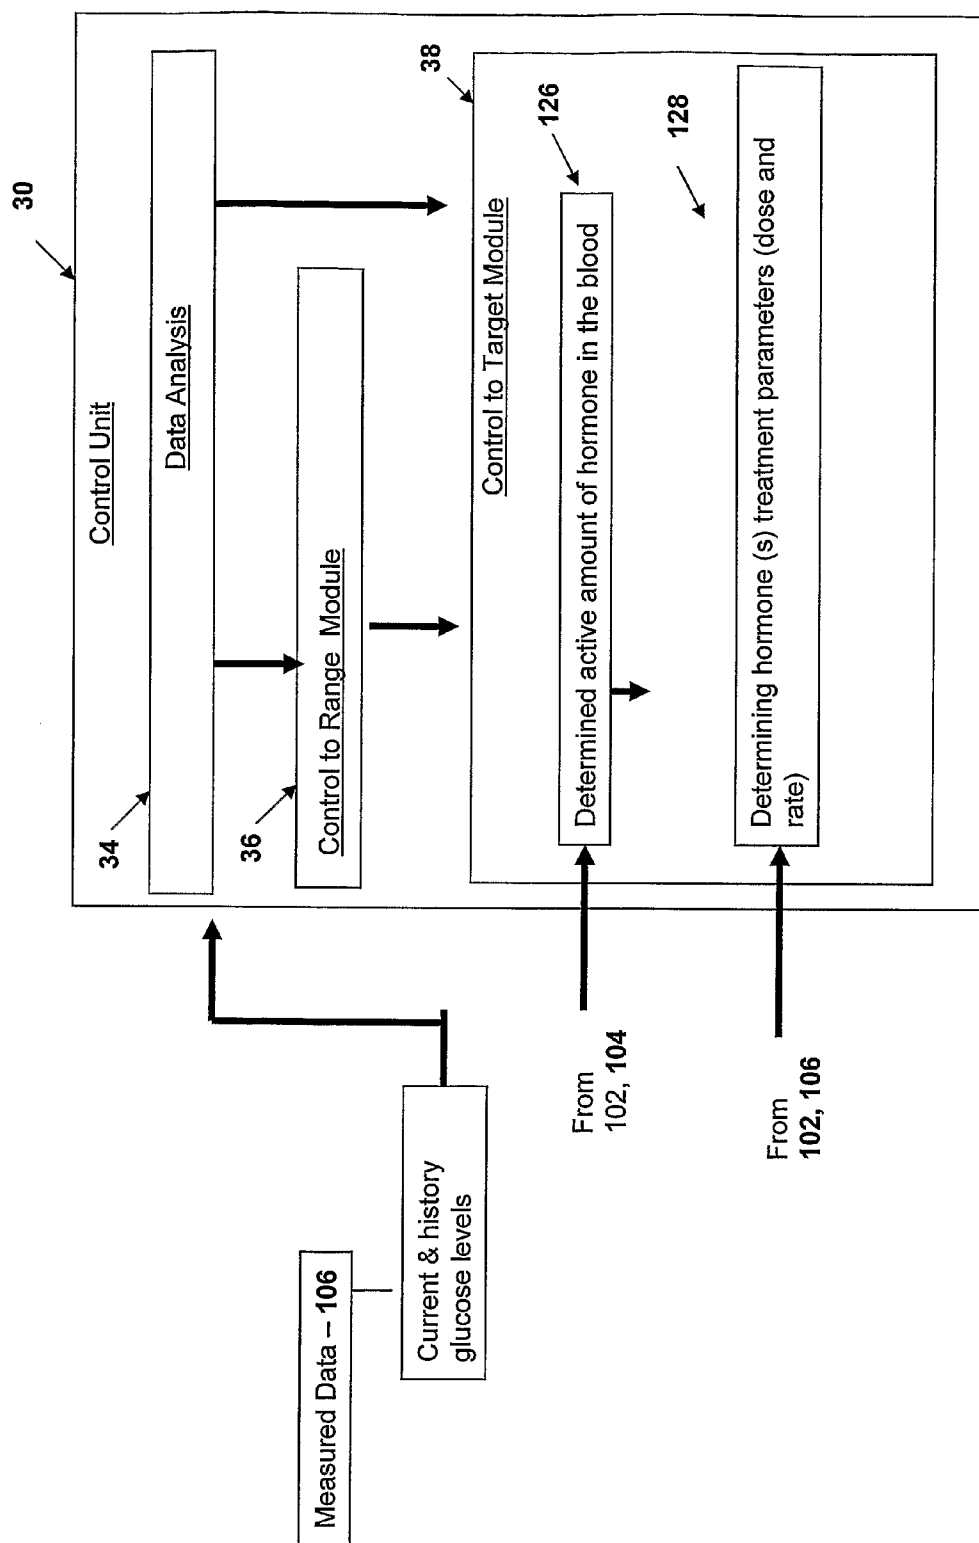 30
Control Unit
34
Data Analysis
36
Control to Range Module
38
Control to Target Module
126
Determined active amount of hormone in the blood
128
Determining hormone (s) treatment parameters (dose and
rate)
Measured Data – 106
Current & history
glucose levels
From
102, 104
From
102, 106